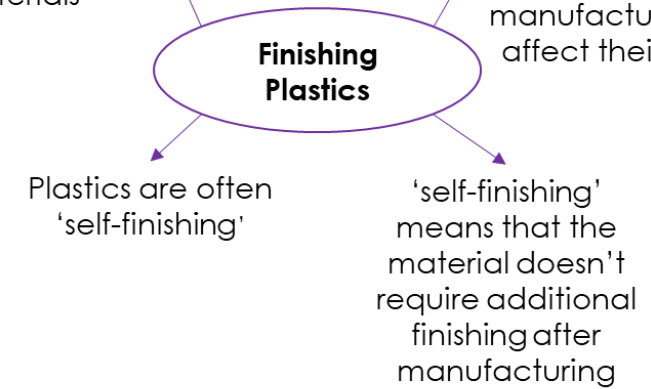 manufactu
affect thei
Finishing
Plastics
Plastics are often
‘self-finishing’
‘self-finishing’
means that the
material doesn’t
require additional
finishing after
manufacturing